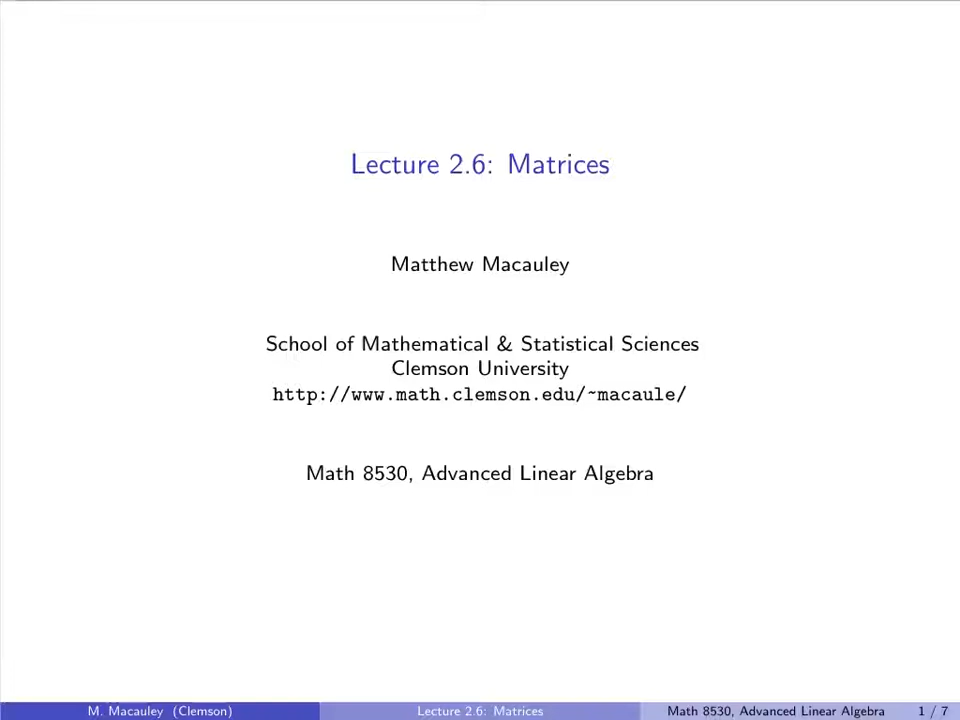 Lecture 2.6: Matrices
Matthew Macauley
School of Mathematical & Statistical Sciences
Clemson University
http://www.math.clemson.edu/~macaule/
Math 8530, Advanced Linear Algebra
M. Macauley (Clemson) Lecture 2.6: Matrices Math 8530, Advanced Linear Algebra 1 / 7